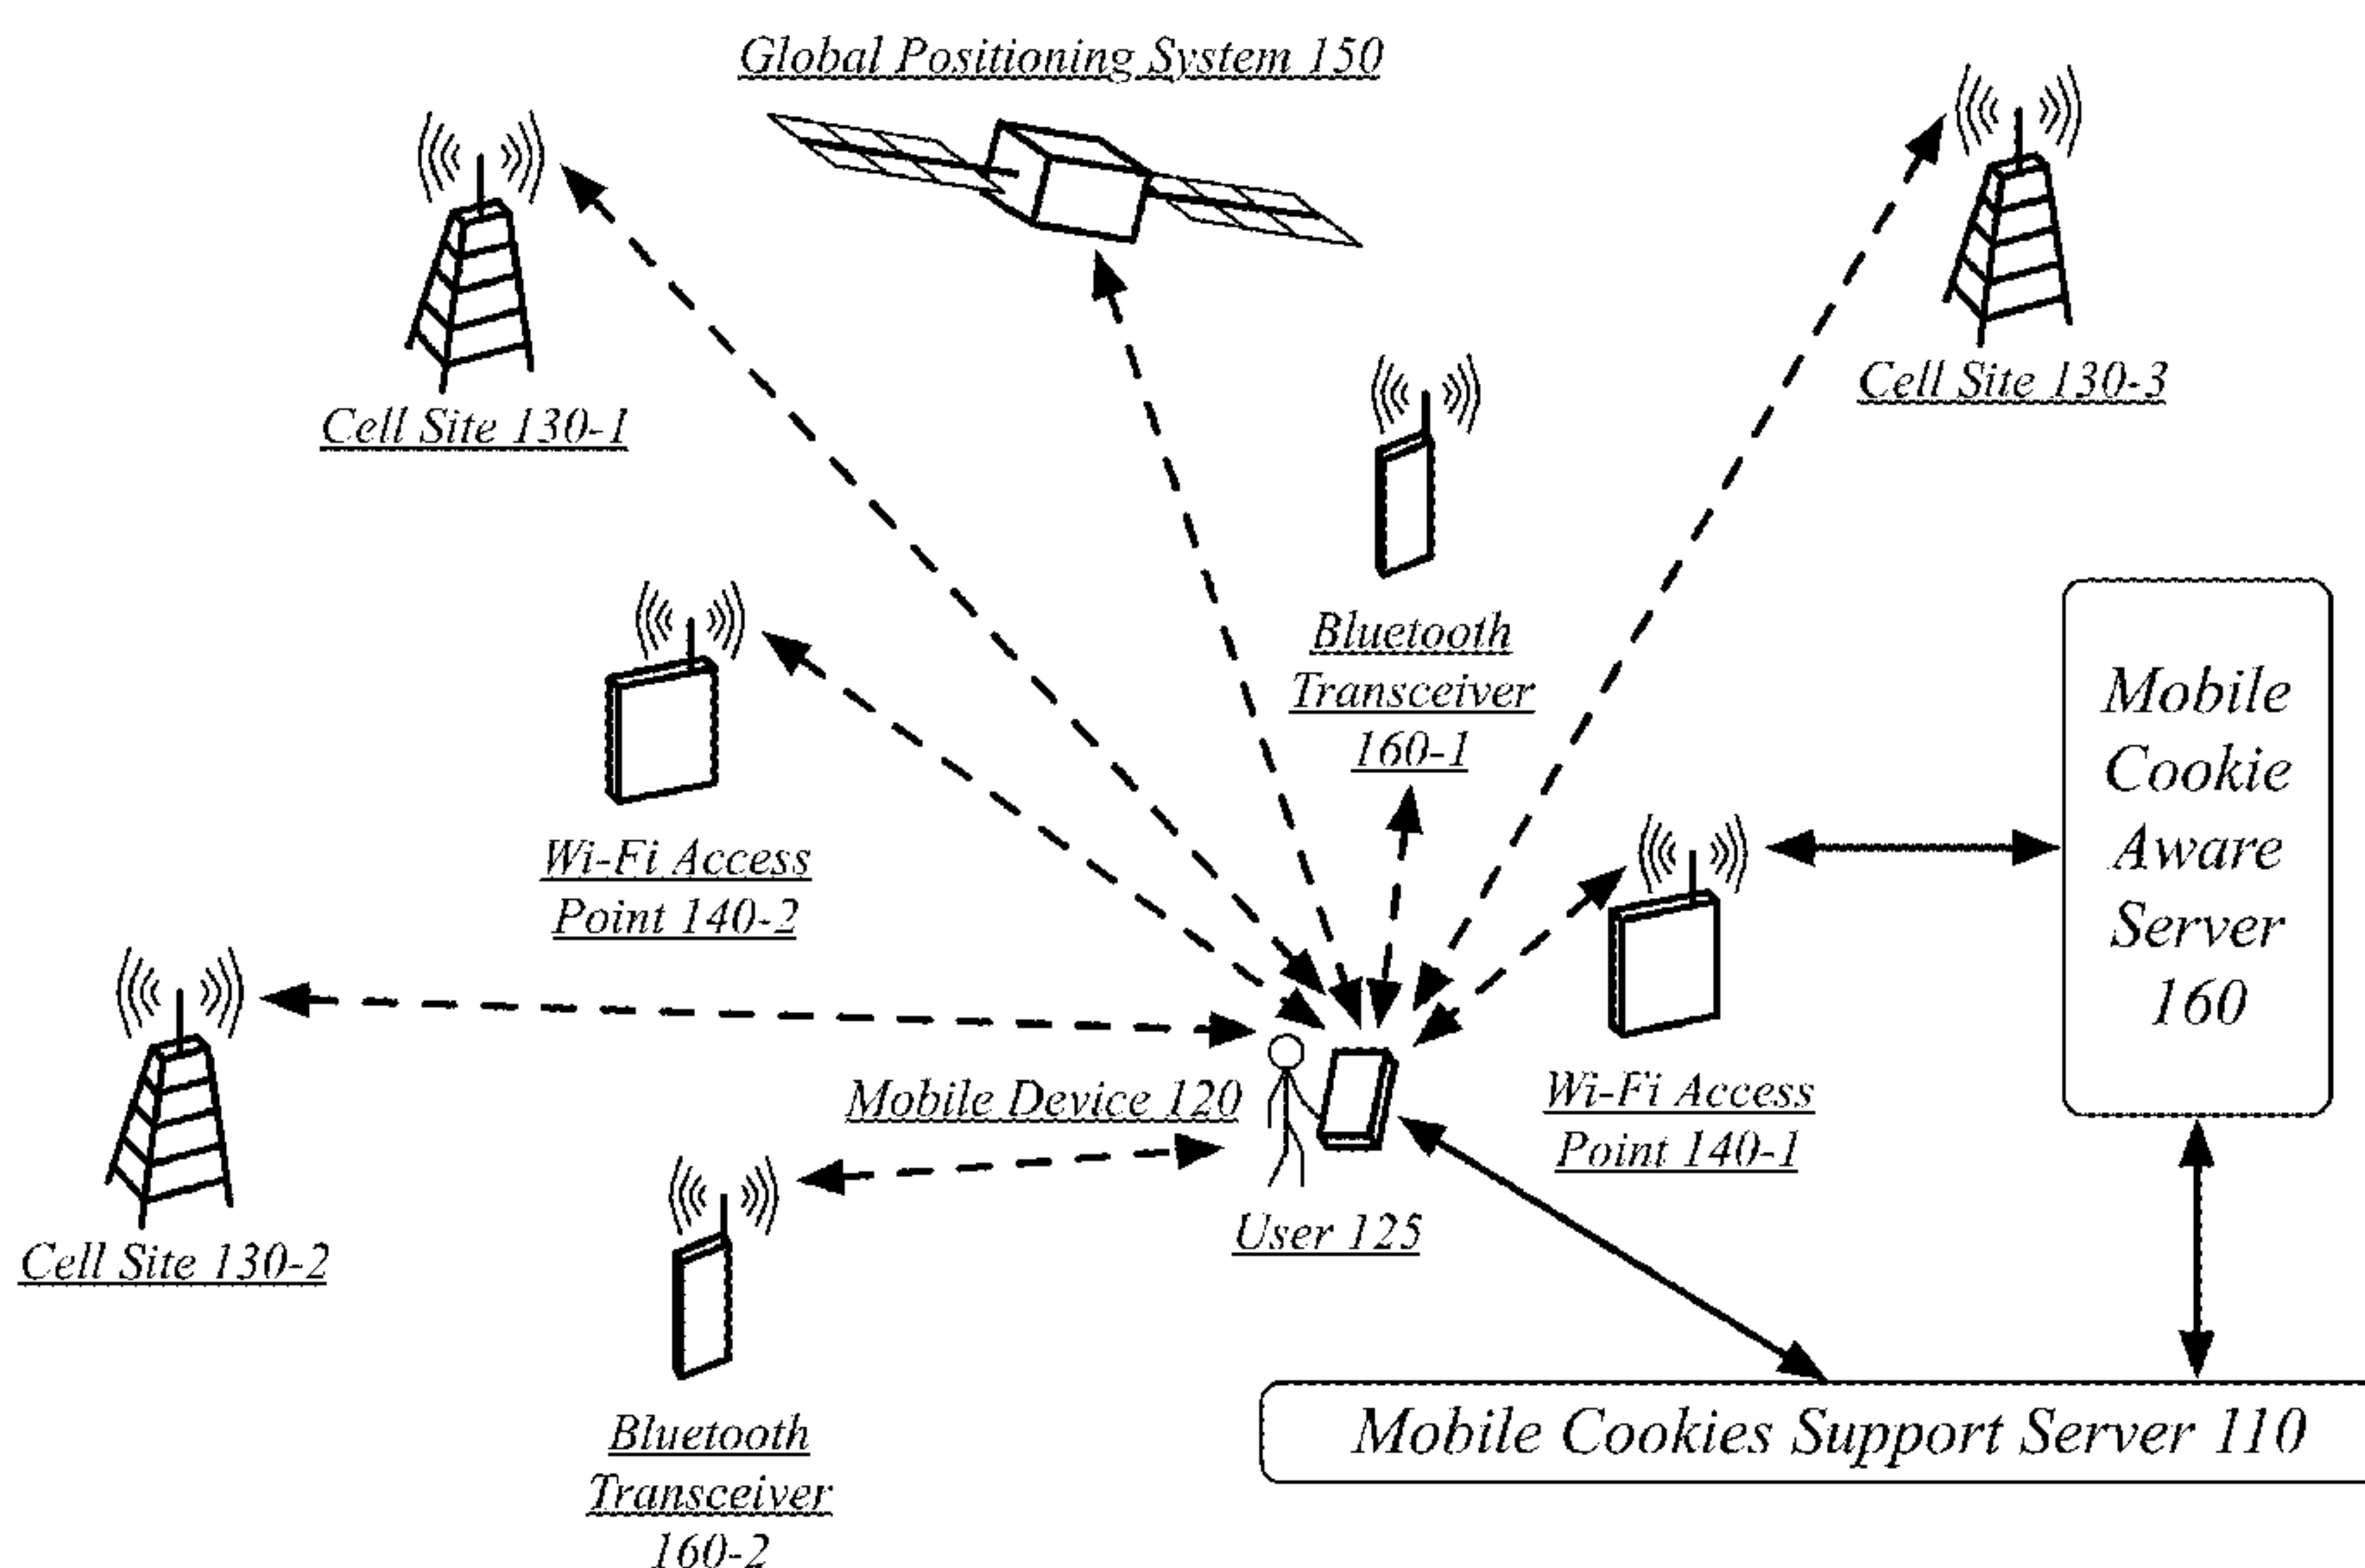 Global Positioning System 150
Cell Site 130-1
Cell Site 130-3
Bluetooth
Transceiver
160-1
Mobile
Cookie
Aware
Server
160
Wi-Fi Access
Point 140-2
Mobile Device 120
Wi-Fi Access
Point 140-1
User 125
Cell Site 130-2
Bluetooth
Transceiver
160-2
Mobile Cookies Support Server 110